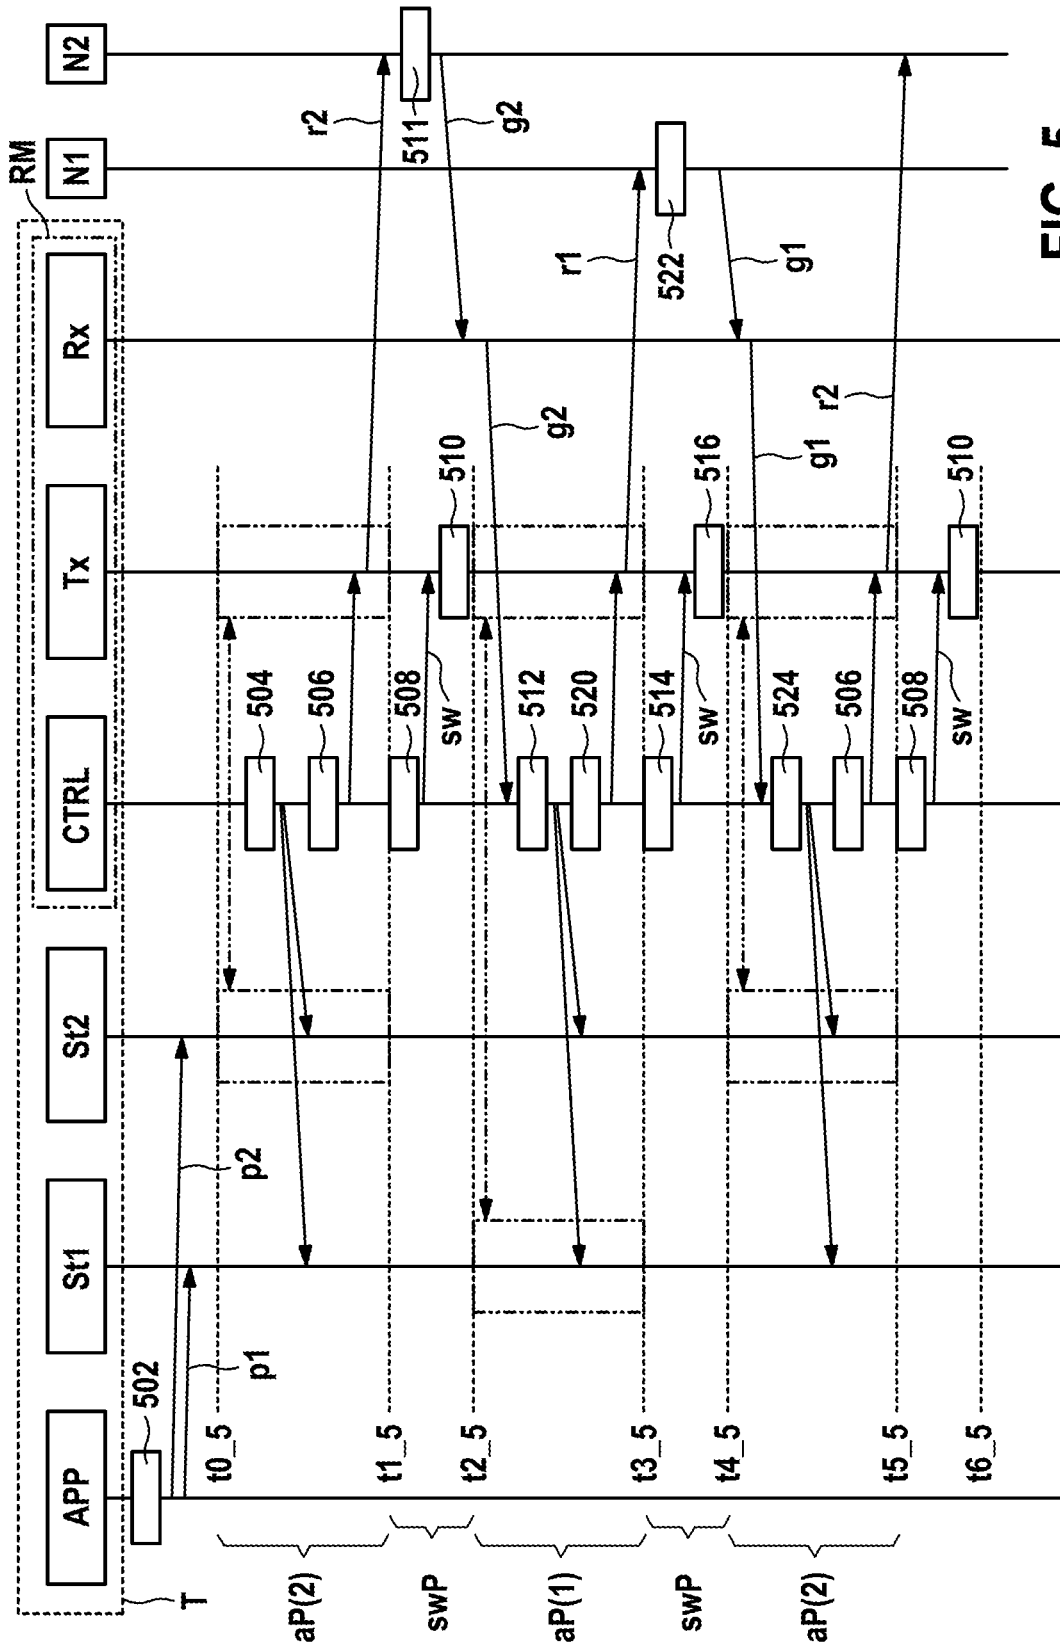 RM
APP
St1
St2
CTRL
Tx
Rx
N1
N2
T
502
p1
p2
t0_5
504
aP(2)
506
r2
t1_5
508
511
swP
sw
510
g2
t2_5
g2
512
aP(1)
520
r1
t3_5
514
522
swP
sw
516
g1
t4_5
g1
524
aP(2)
506
r2
t5_5
508
sw
510
t6_5
FIG. 5